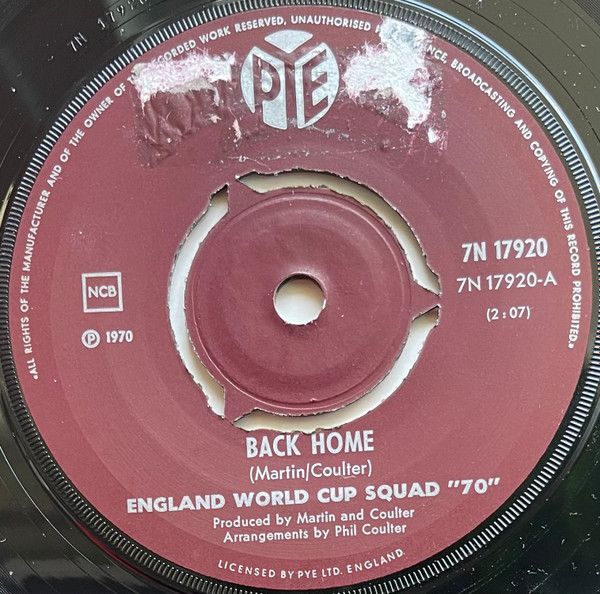 7N 17920
ALL RIGHTS OF THE MANUFACTURER AND OF THE OWNER OF THE RECORDED WORK RESERVED, UNAUTHORISED BROADCASTING AND COPYING OF THIS RECORD PROHIBITED.
PYE
7N 17920
7N 17920-A
(2:07)
NCB
Ⓟ 1970
BACK HOME
(Martin/Coulter)
ENGLAND WORLD CUP SQUAD "70"
Produced by Martin and Coulter
Arrangements by Phil Coulter
LICENSED BY PYE LTD. ENGLAND.